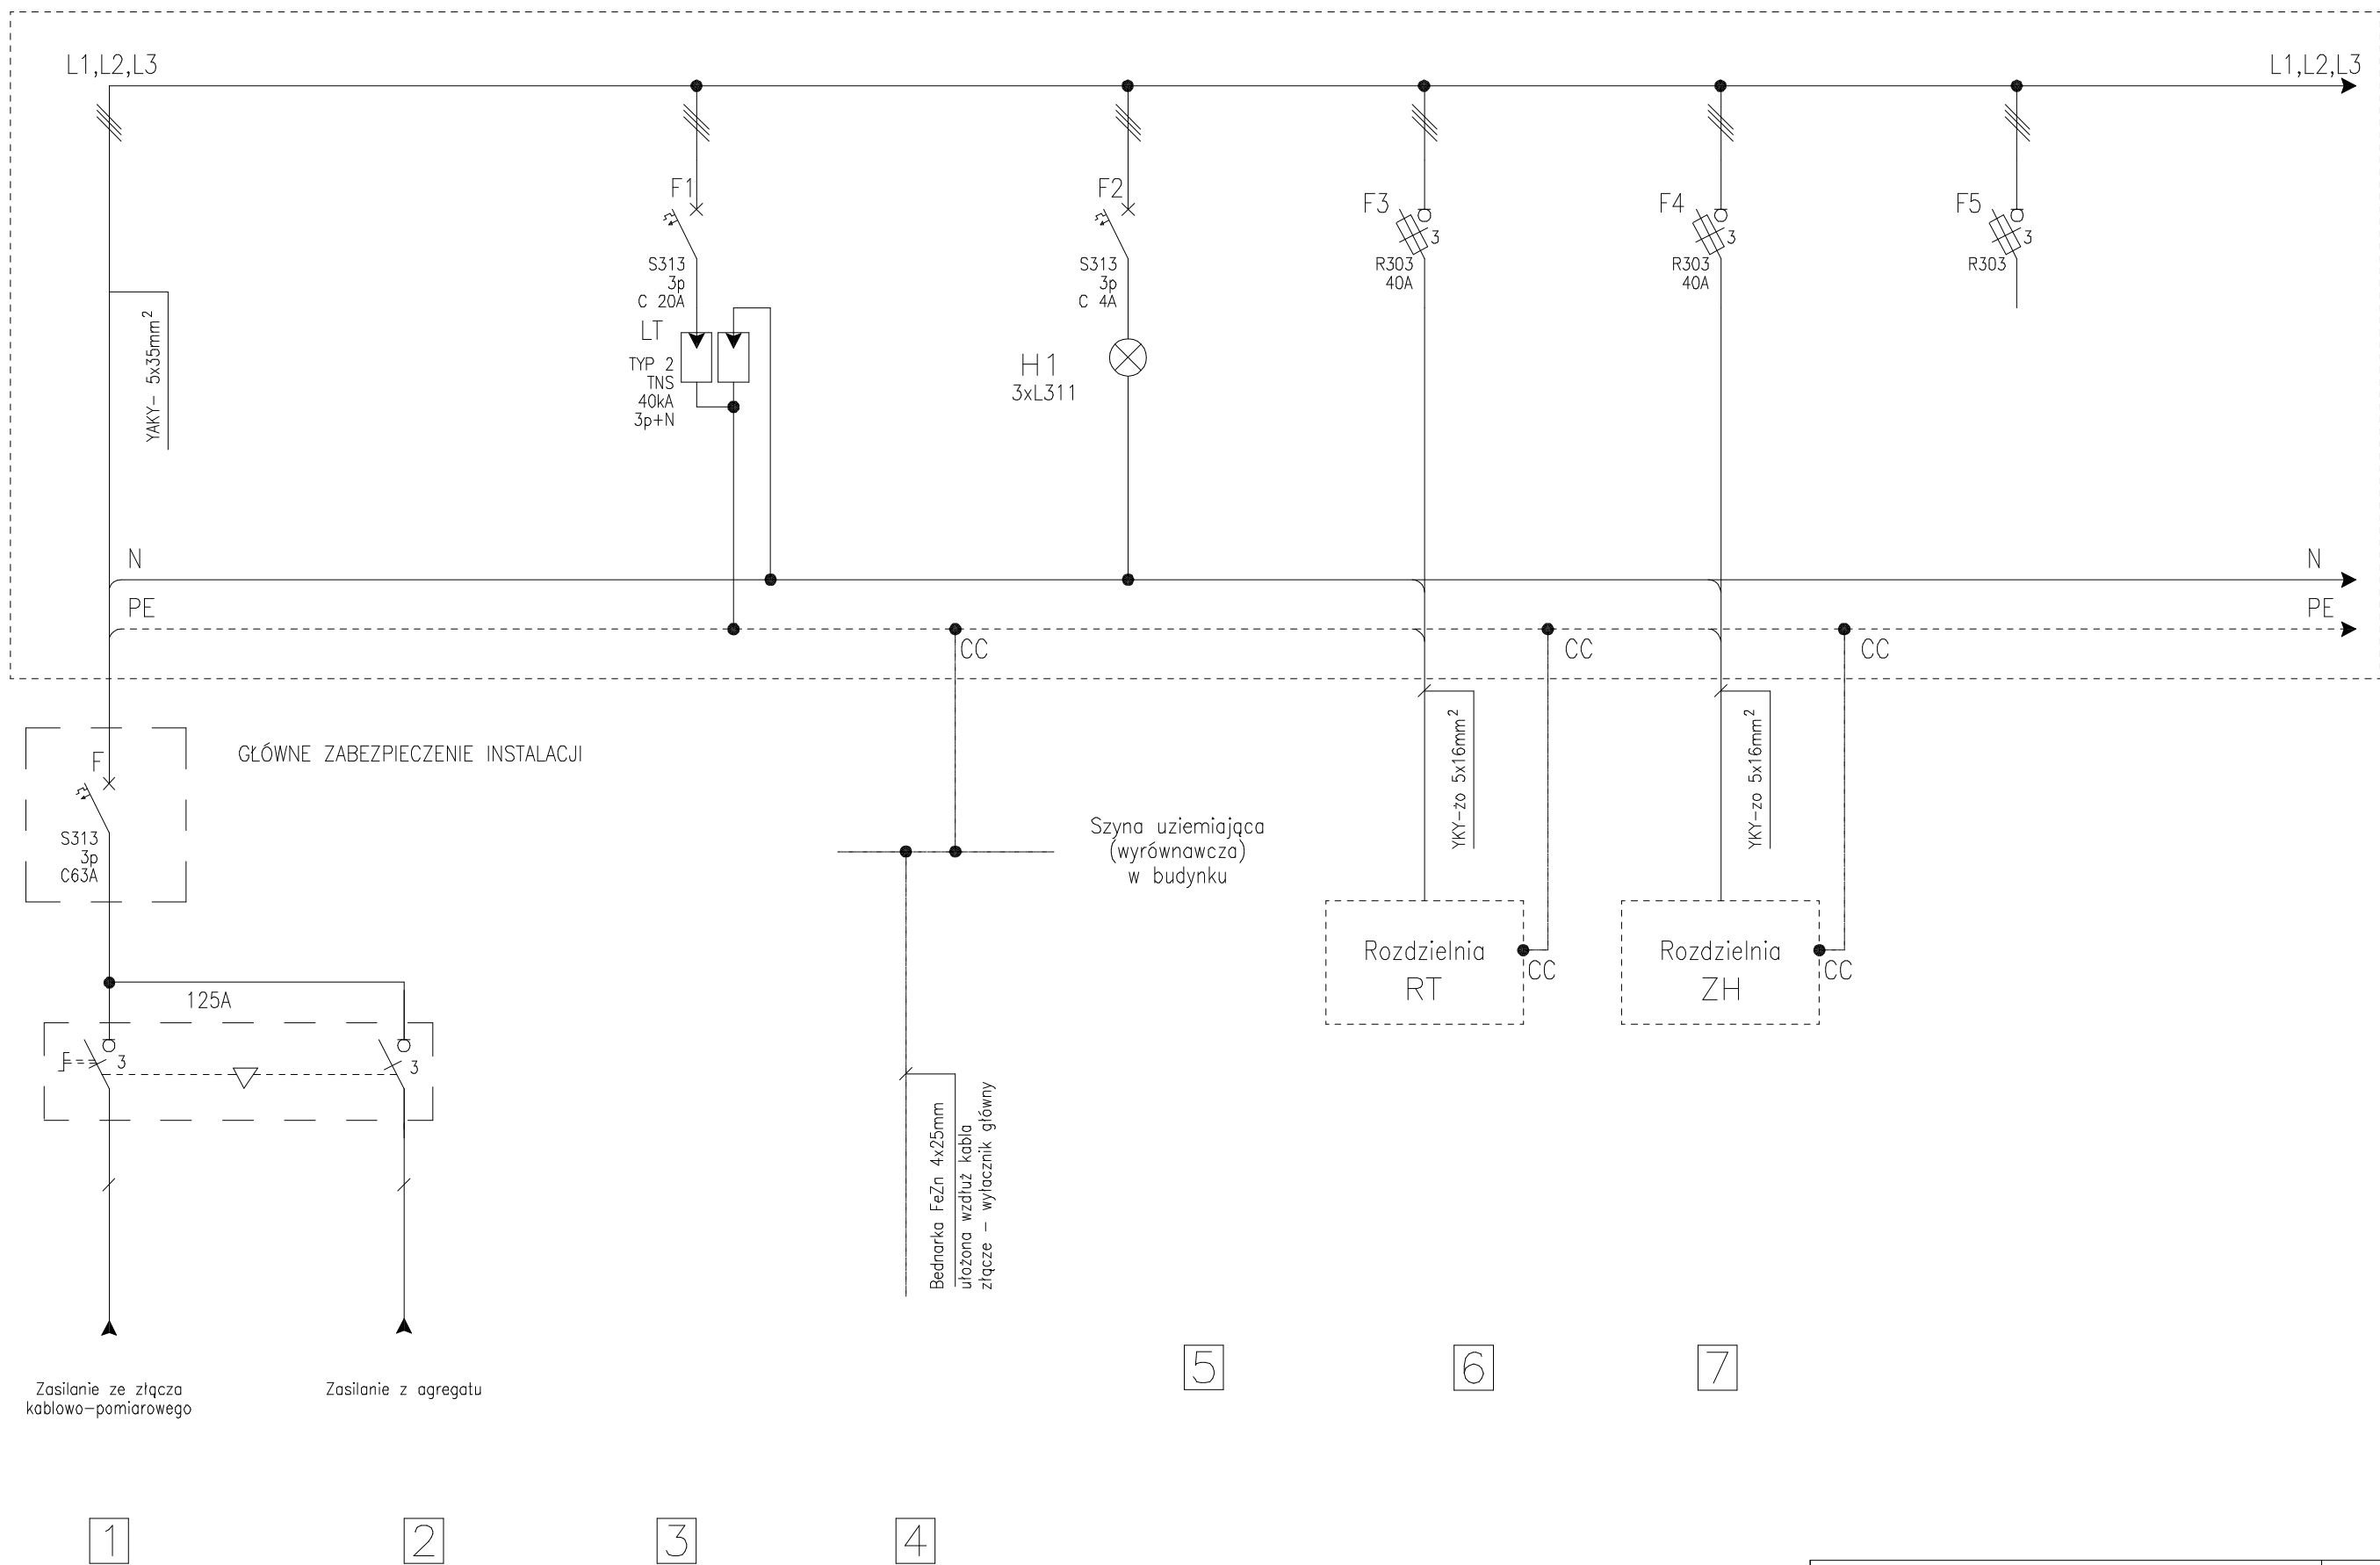 L1,L2,L3
L1,L2,L3
F1
S313
3p
C 20A
LT
TYP 2
TNS
40kA
3p+N
F2
S313
3p
C 4A
H1
3xL311
F3
3
R303
40A
F4
3
R303
40A
F5
3
R303
YAKY- 5x35mm²
N
N
PE
PE
CC
CC
CC
F
GŁÓWNE ZABEZPIECZENIE INSTALACJI
S313
3p
C63A
Szyna uziemiająca
(wyrównawcza)
w budynku
YKY-żo 5x16mm²
YKY-żo 5x16mm²
Rozdzielnia
RT
CC
Rozdzielnia
ZH
CC
125A
3
3
Bednarka FeZn 4x25mm
ułożona wzdłuż kabla
złącze - wyłacznik główny
Zasilanie ze złącza
kablowo-pomiarowego
Zasilanie z agregatu
5
6
7
1
2
3
4